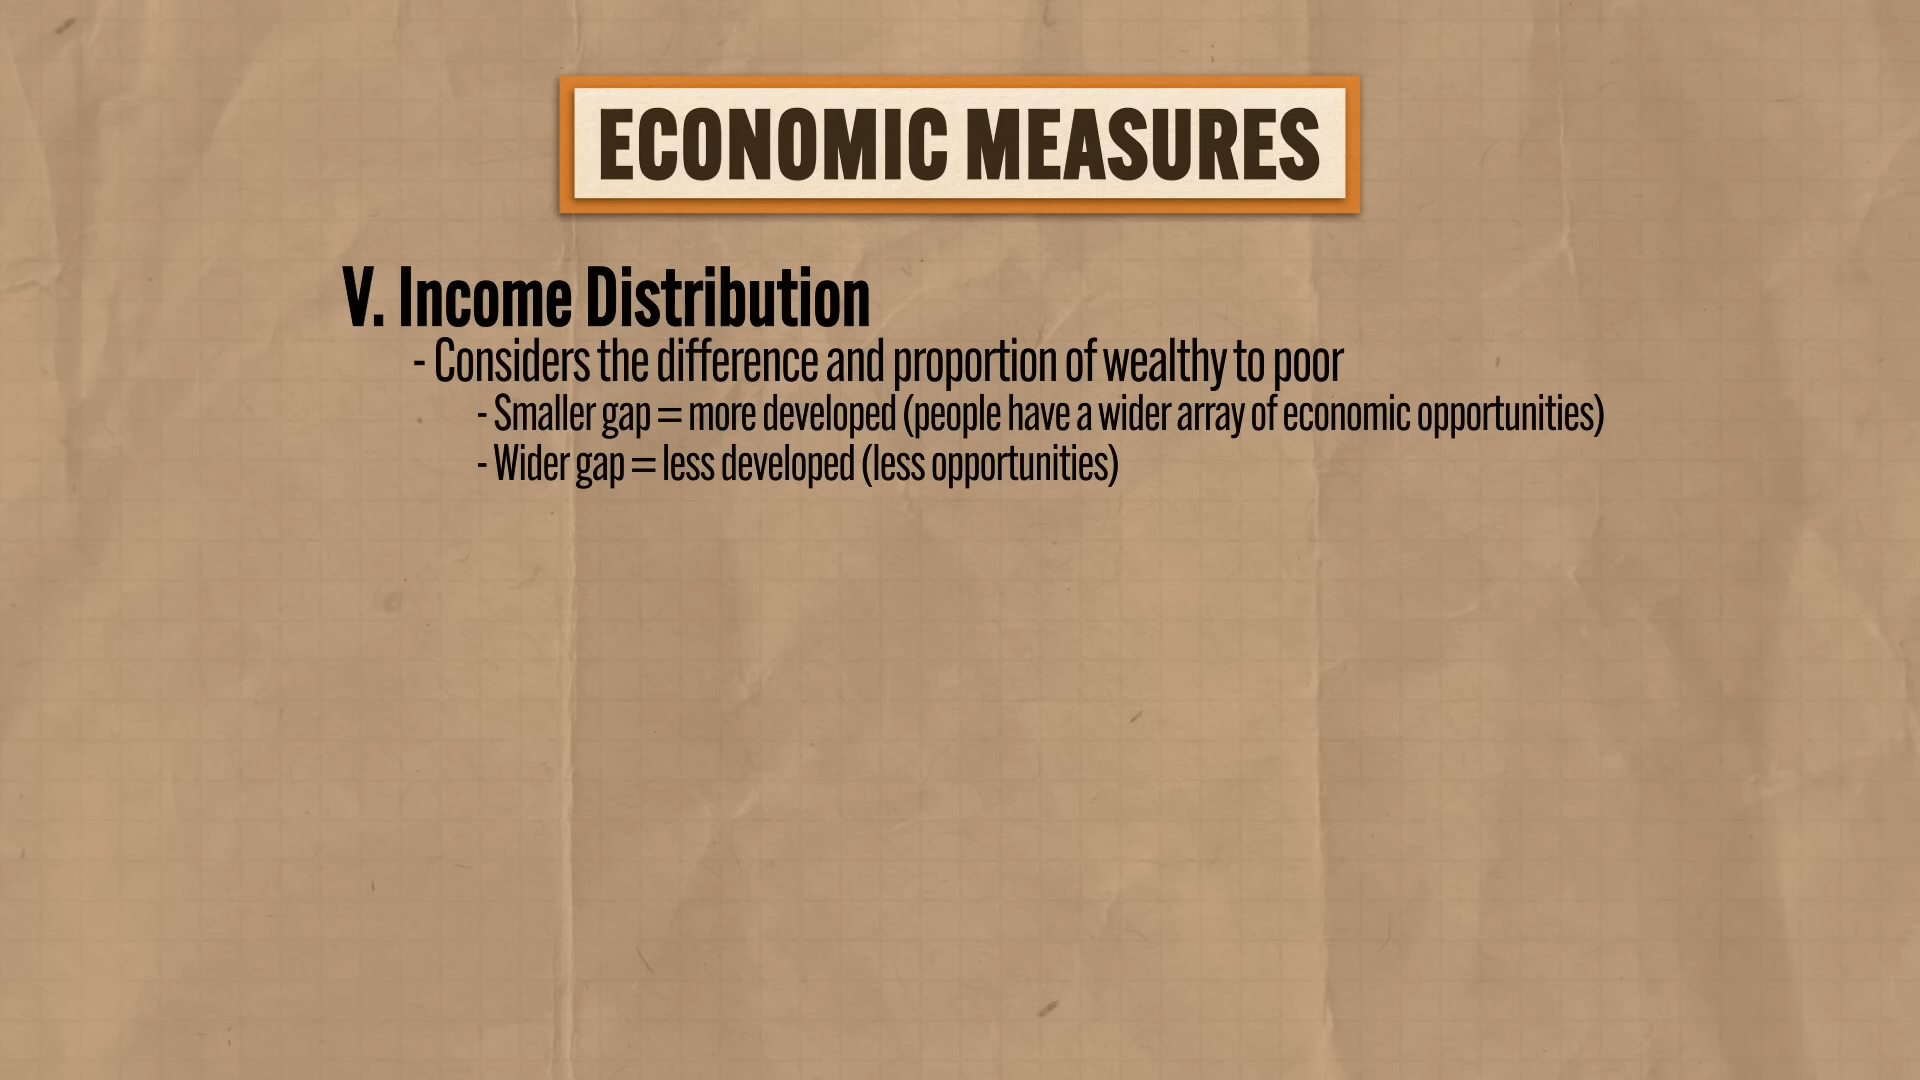 ECONOMIC MEASURES
V. Income Distribution
- Considers the difference and proportion of wealthy to poor
- Smaller gap = more developed (people have a wider array of economic opportunities)
- Wider gap = less developed (less opportunities)